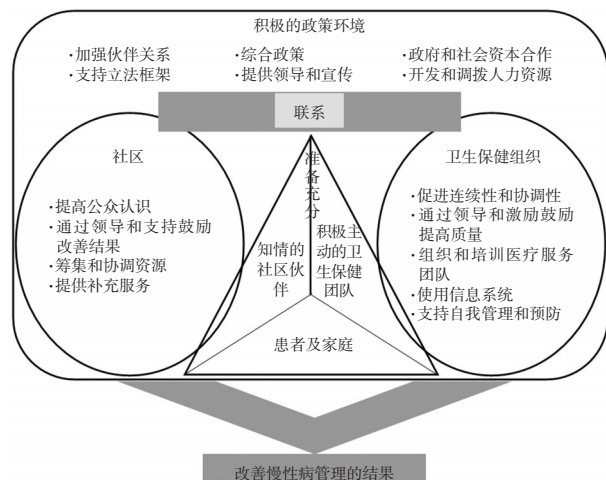 积极的政策环境
·加强伙伴关系
·综合政策
·政府和社会资本合作
·支持立法框架
·提供领导和宣传
·开发和调拨人力资源
联系
社区
·提高公众认识
·通过领导和支持鼓励
改善结果
·筹集和协调资源
·提供补充服务
准备充分
知情的
社区伙
伴
积极主
动的卫
生保健
团队
患者及家庭
卫生保健组织
·促进连续性和协调性
·通过领导和激励鼓励
提高质量
·组织和培训医疗服务
团队
·使用信息系统
·支持自我管理和预防
改善慢性病管理的结果